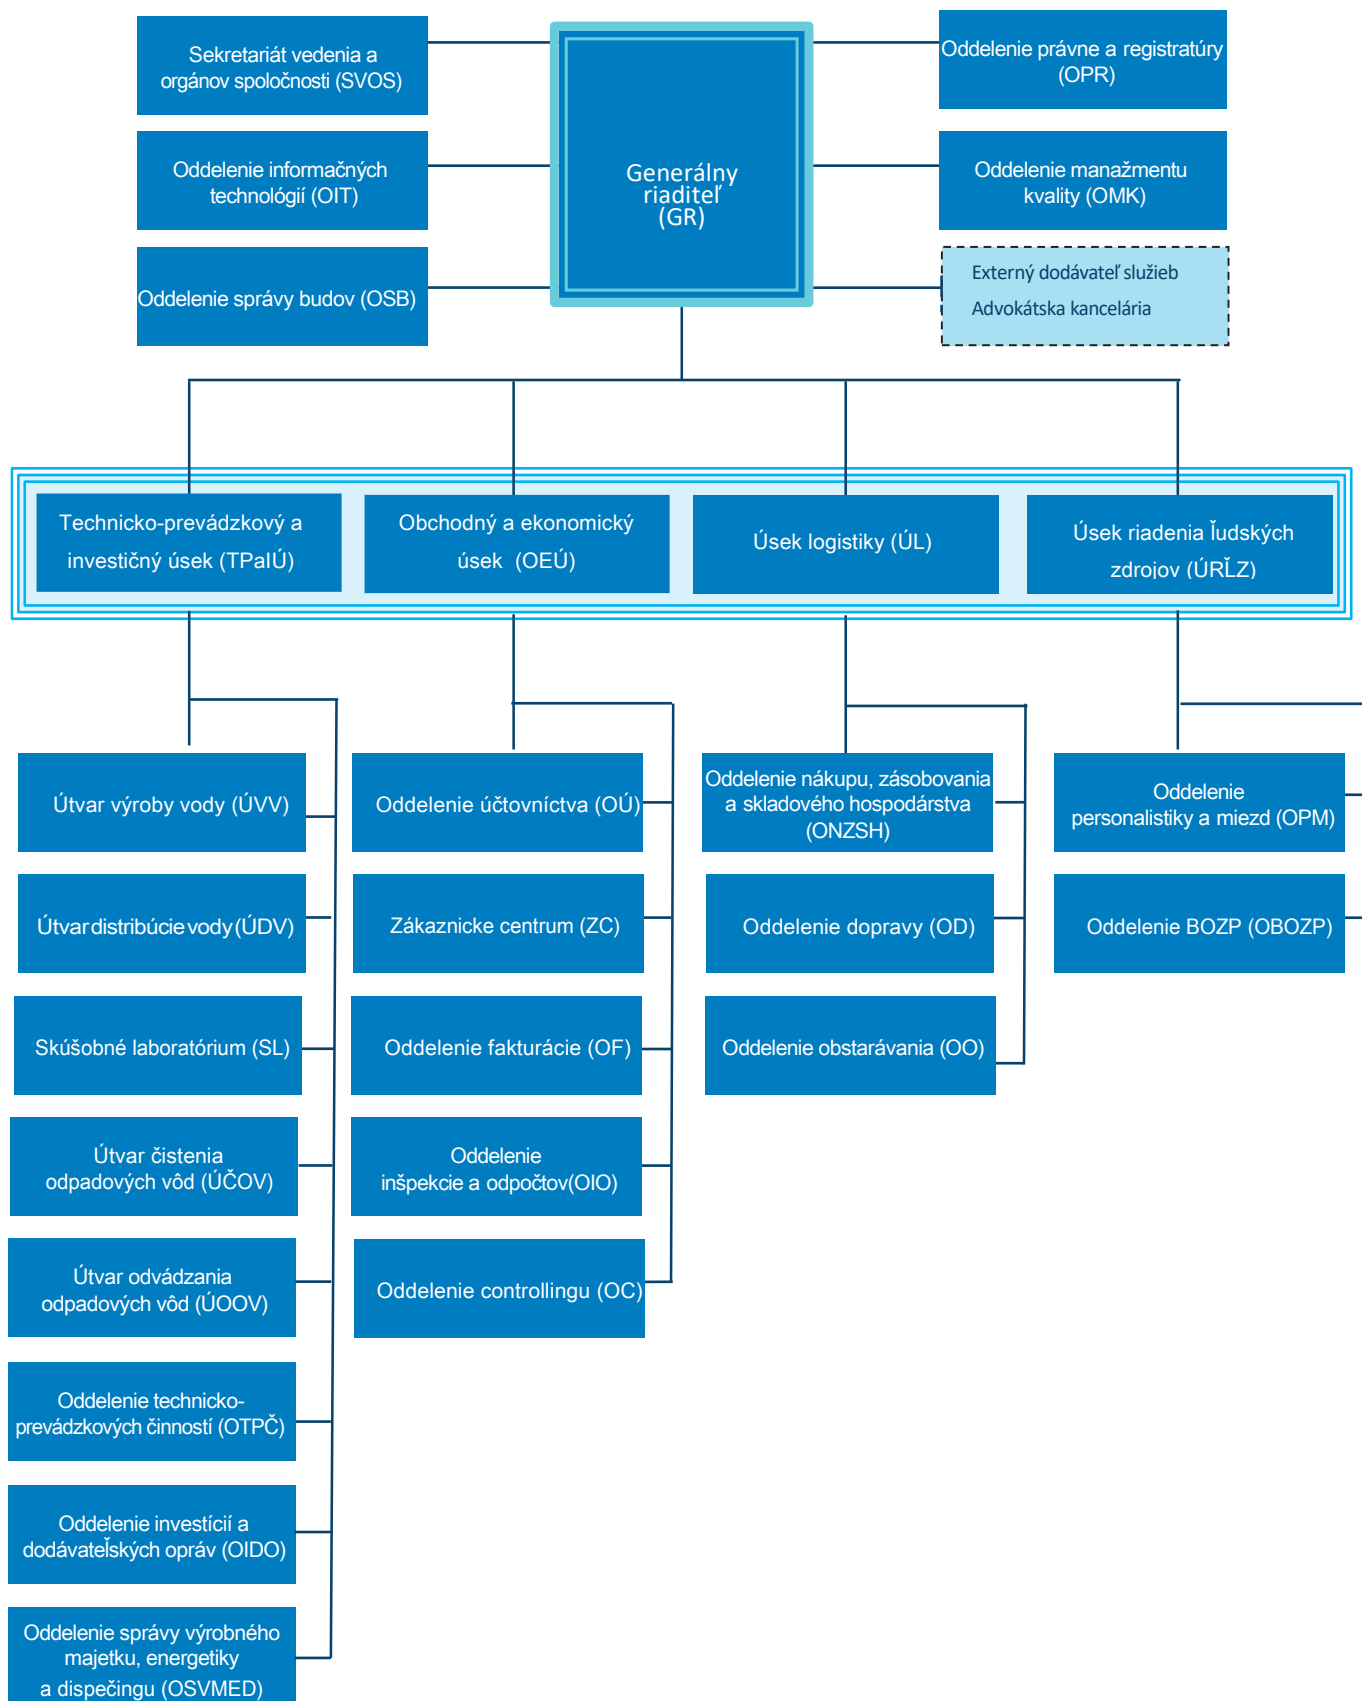 Sekretariát vedenia a
orgánov spoločnosti (SVOS)
Oddelenie právne a registratúry
(OPR)
Generálny
riaditeľ
(GR)
Oddelenie informačných
technológií (OIT)
Oddelenie manažmentu
kvality (OMK)
Oddelenie správy budov (OSB)
Externý dodávateľ služieb
Advokátska kancelária
Technicko-prevádzkový a
investičný úsek (TPaIÚ)
Obchodný a ekonomický
úsek (OEÚ)
Úsek logistiky (ÚL)
Úsek riadenia ľudských
zdrojov (ÚRĽZ)
Útvar výroby vody (ÚVV)
Útvar distribúcie vody (ÚDV)
Skúšobné laboratórium (SL)
Útvar čistenia
odpadových vôd (ÚČOV)
Útvar odvádzania
odpadových vôd (ÚOOV)
Oddelenie technicko-
prevádzkových činností (OTPČ)
Oddelenie investícií a
dodávateľských opráv (OIDO)
Oddelenie správy výrobného
majetku, energetiky
a dispečingu (OSVMED)
Oddelenie účtovníctva (OÚ)
Zákaznicke centrum (ZC)
Oddelenie fakturácie (OF)
Oddelenie
inšpekcie a odpočtov(OIO)
Oddelenie controllingu (OC)
Oddelenie nákupu, zásobovania
a skladového hospodárstva
(ONZSH)
Oddelenie dopravy (OD)
Oddelenie obstarávania (OO)
Oddelenie
personalistiky a miezd (OPM)
Oddelenie BOZP (OBOZP)